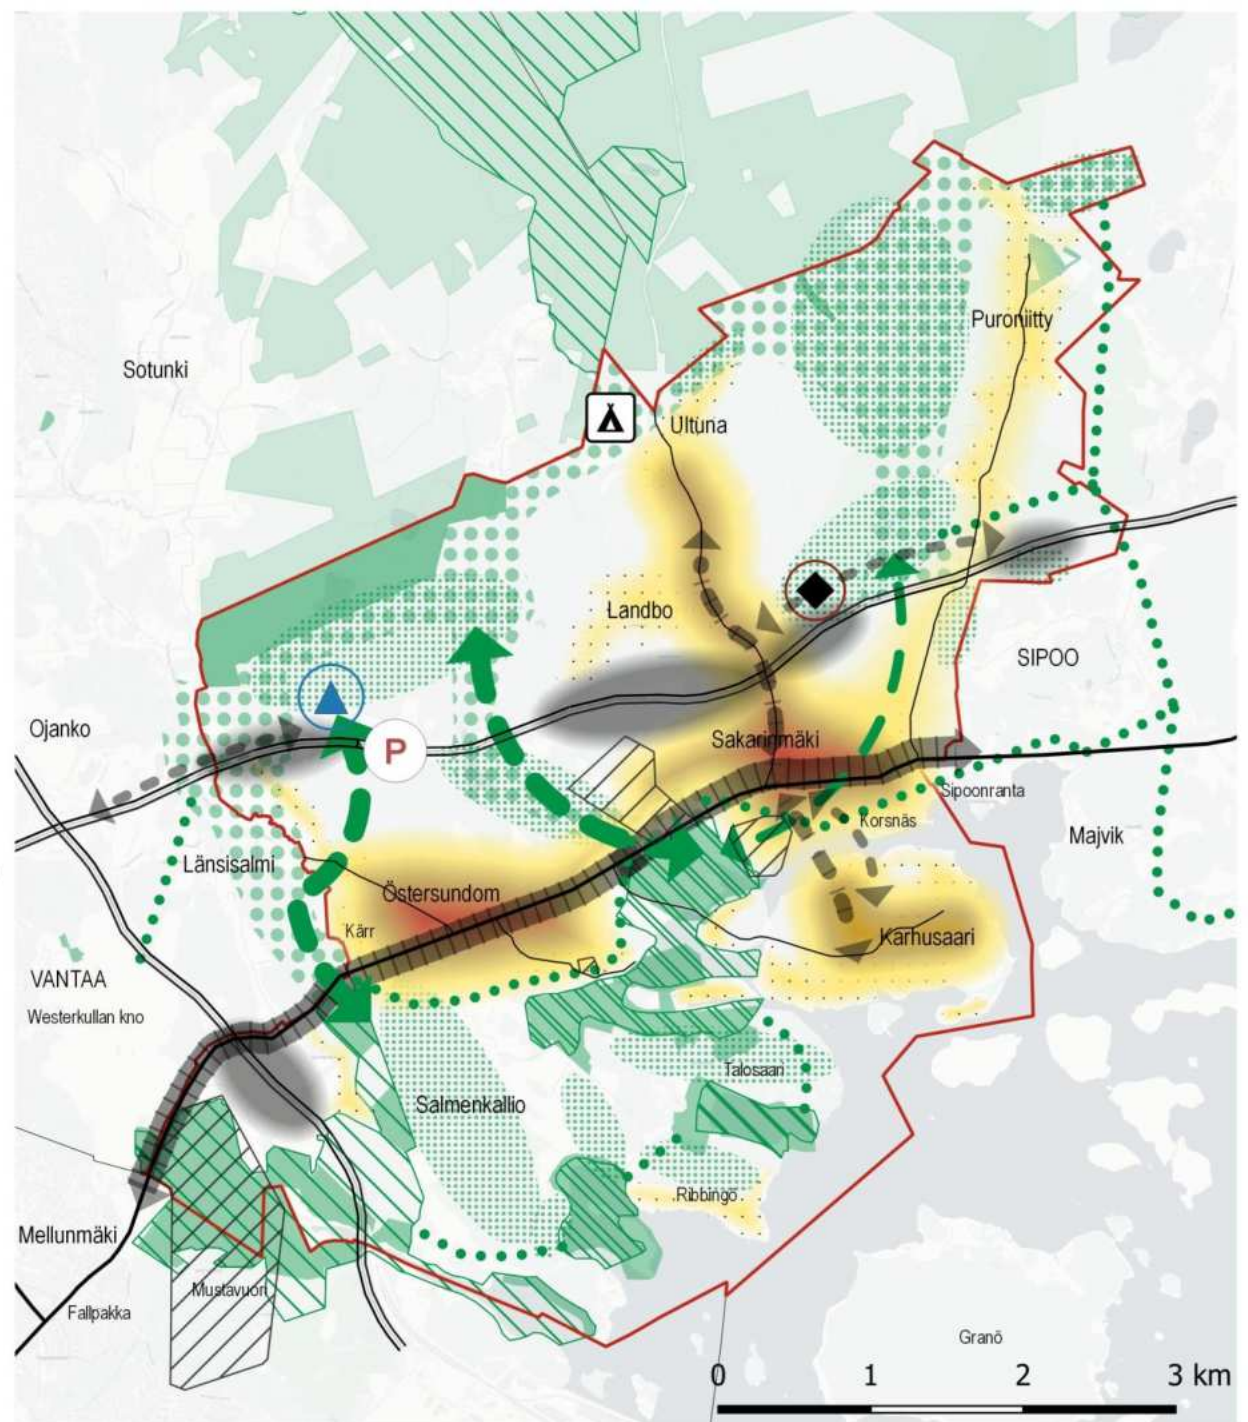 Puroniitty
Sotunki
Ultuna
Landbo
SIPOO
Ojanko
P
Sakarinmäki
Sipoonranta
Korsnäs
Majvik
Länsisalmi
Östersundom
Kärr
Karhusaari
VANTAA
Westerkullan kno
Talosaari
Salmenkallio
Ribbingö
Mellunmäki
Mustavuori
Fallpakka
Granö
0 1 2 3 km